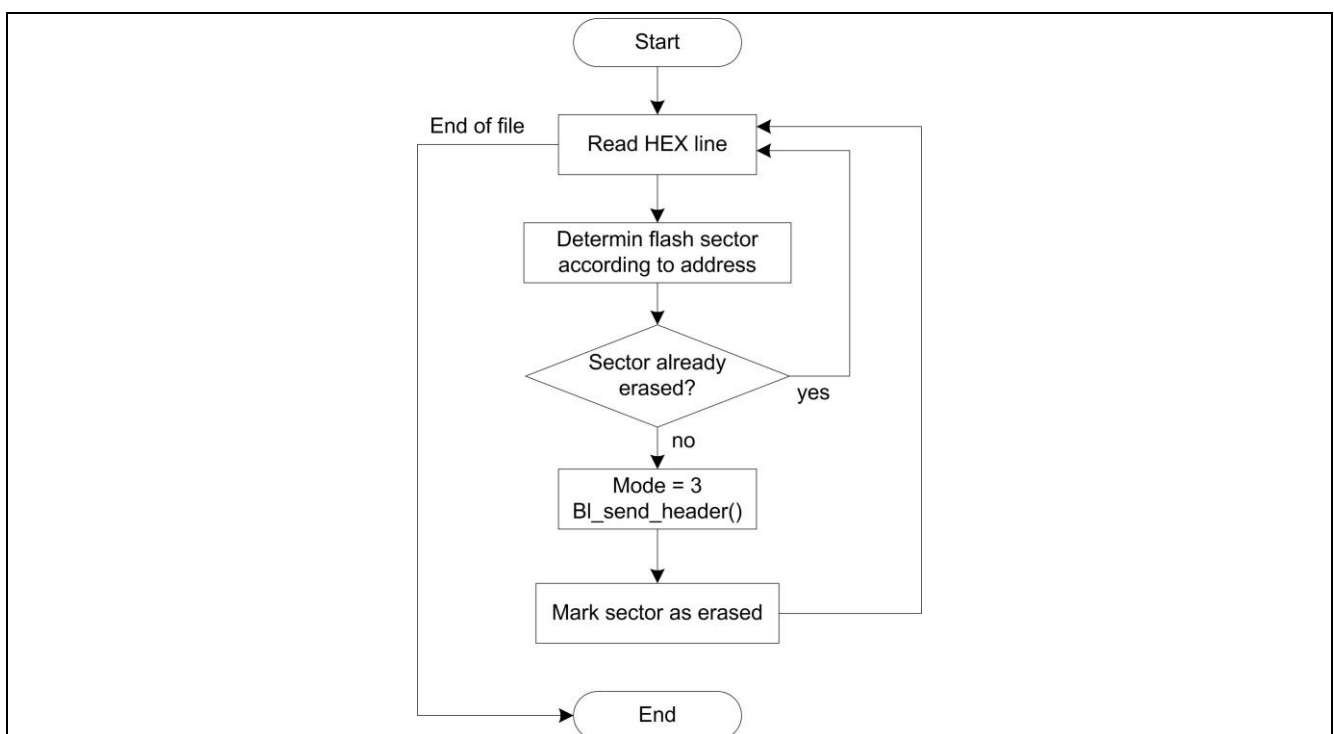 Start
End of file
Read HEX line
Determin flash sector
according to address
Sector already
erased?
yes
no
Mode = 3
Bl_send_header()
Mark sector as erased
End